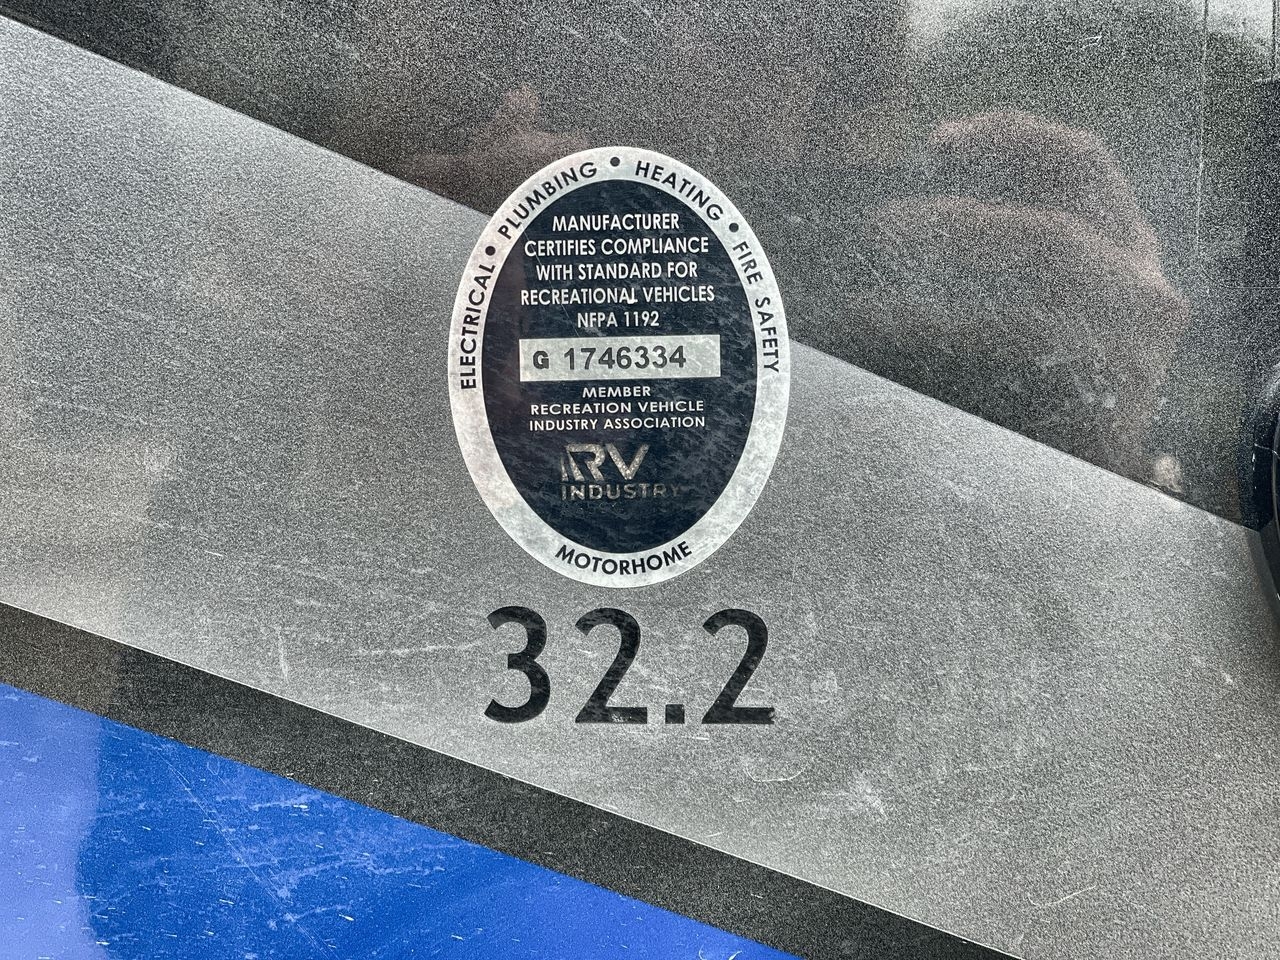 ELECTRICAL • PLUMBING • HEATING • FIRE SAFETY
MANUFACTURER
CERTIFIES COMPLIANCE
WITH STANDARD FOR
RECREATIONAL VEHICLES
NFPA 1192
G 1746334
MEMBER
RECREATION VEHICLE
INDUSTRY ASSOCIATION
RV
INDUSTRY
MOTORHOME
32.2